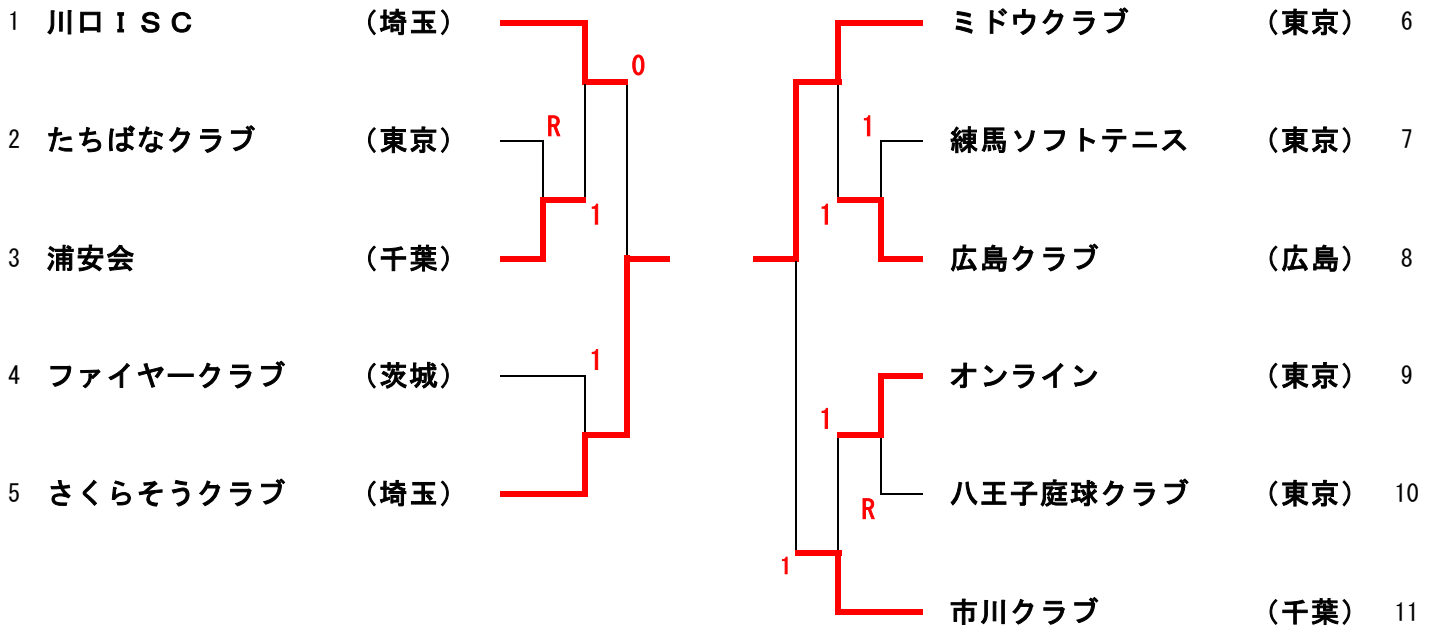 1 川口ＩＳＣ （埼玉）
0
2 たちばなクラブ （東京）
R
1
3 浦安会 （千葉）
4 ファイヤークラブ （茨城）
1
5 さくらそうクラブ （埼玉）
ミドウクラブ （東京） 6
1
練馬ソフトテニス （東京） 7
1
広島クラブ （広島） 8
オンライン （東京） 9
1
八王子庭球クラブ （東京） 10
R
1
市川クラブ （千葉） 11